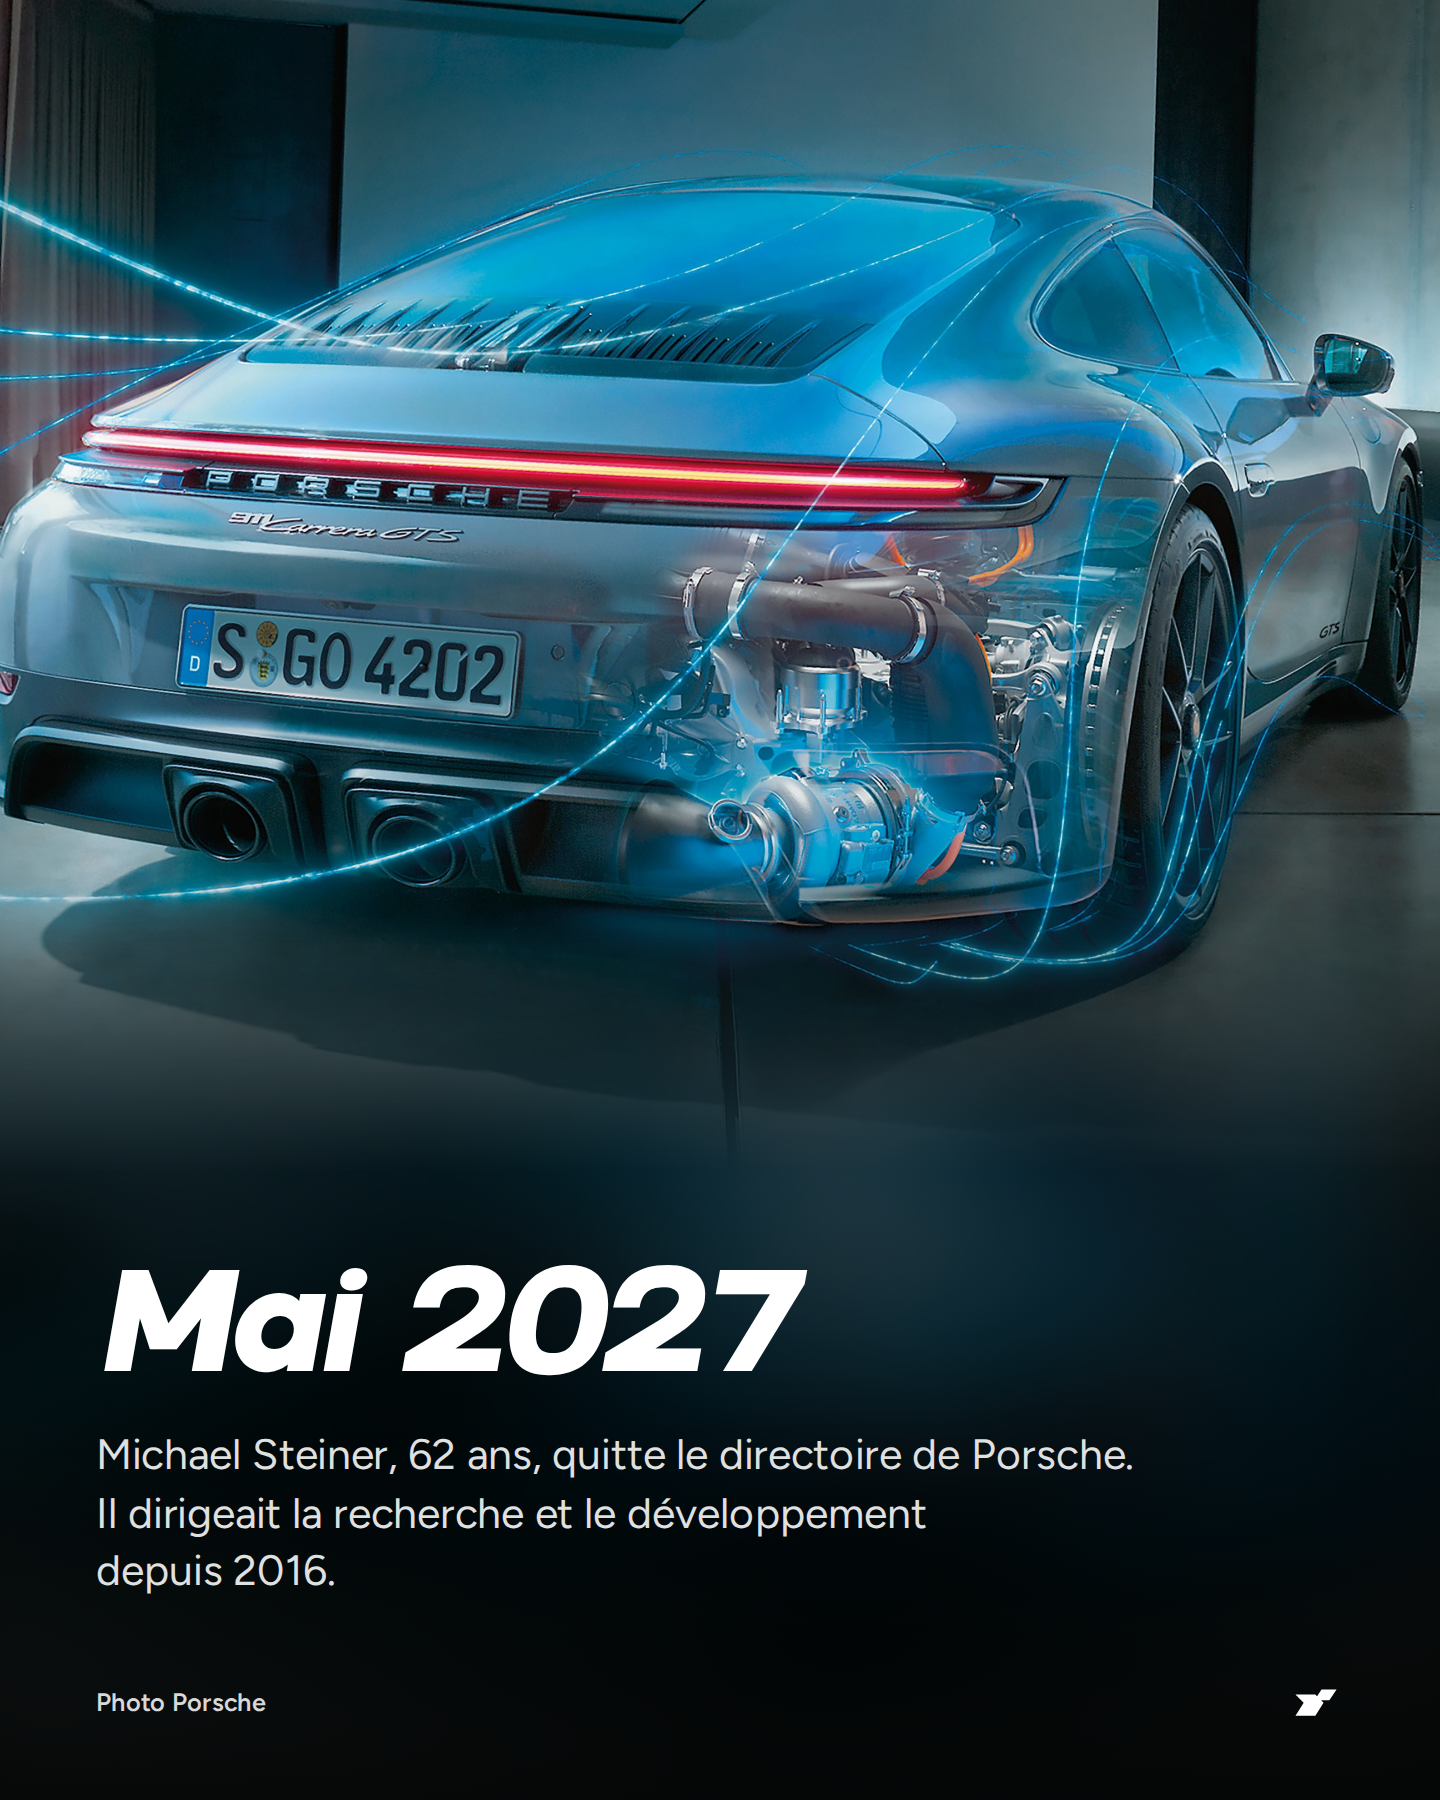 PORSCHE
911 Carrera GTS
D
S GO 4202
GTS
Mai 2027
Michael Steiner, 62 ans, quitte le directoire de Porsche.
Il dirigeait la recherche et le développement
depuis 2016.
Photo Porsche